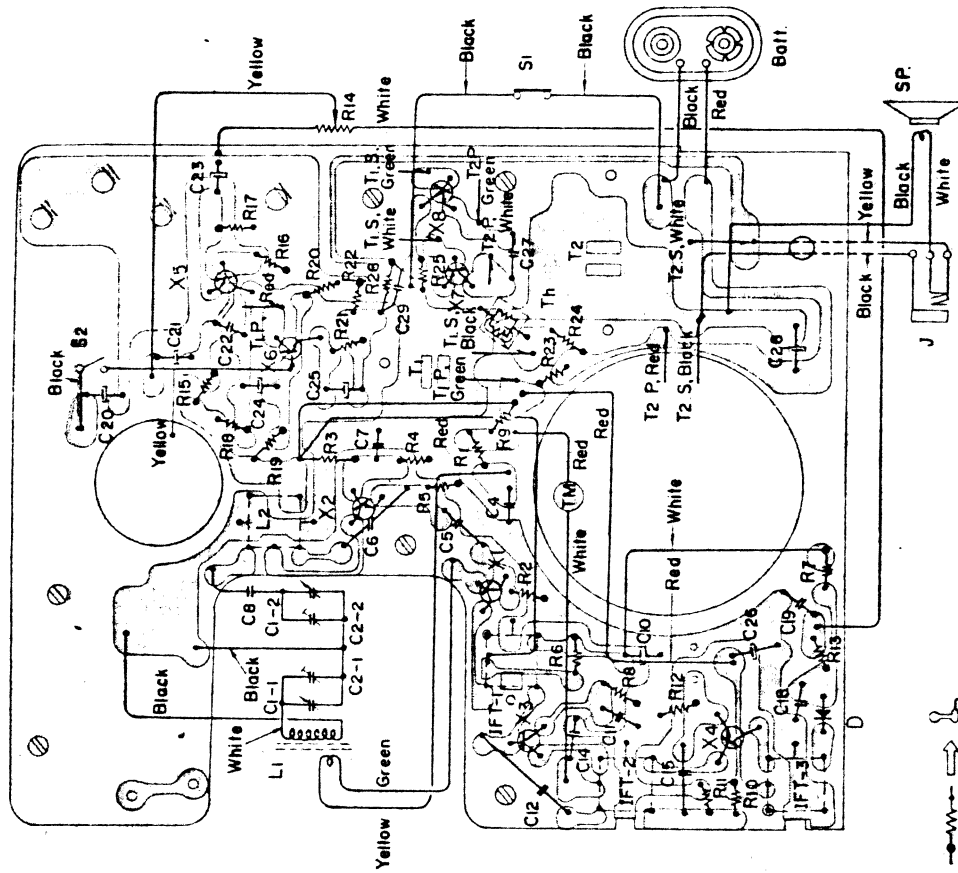 Yellow
Black
S1
Black
Batt.
Black
Red
SP.
Black
White
Yellow
Black
J
R14
White
C23
R17
X5
R16
Red
T1.P.
R20
R22
R28
C29
R21
C25
X6
C22
C21
R15
Black
S2
C20
Yellow
R18
C24
R19
T1.S.
Green
T1.S.
White
X8
T2.P.
Green
T2.P.
White
C27
R25
X7
T1.S.
Black
Th
T2
T2 S, White
R24
R23
T1
T1 P,
Green
T2 P, Red
T2 S, Black
C28
R3
C7
R4
Red
R1
R9
Red
Red
TM
White
L2
X2
C6
R5
C5
C4
X1
R2
C8
C1-2
C2-2
C2-1
C1-1
Black
Black
White
L1
Green
Yellow
IFT-1
X3
R6
C10
R8
C11
C14
IFT-2
C12
R12
Red
White
C15
X4
R11
R10
IFT-3
C26
C19
R7
C18
R13
D